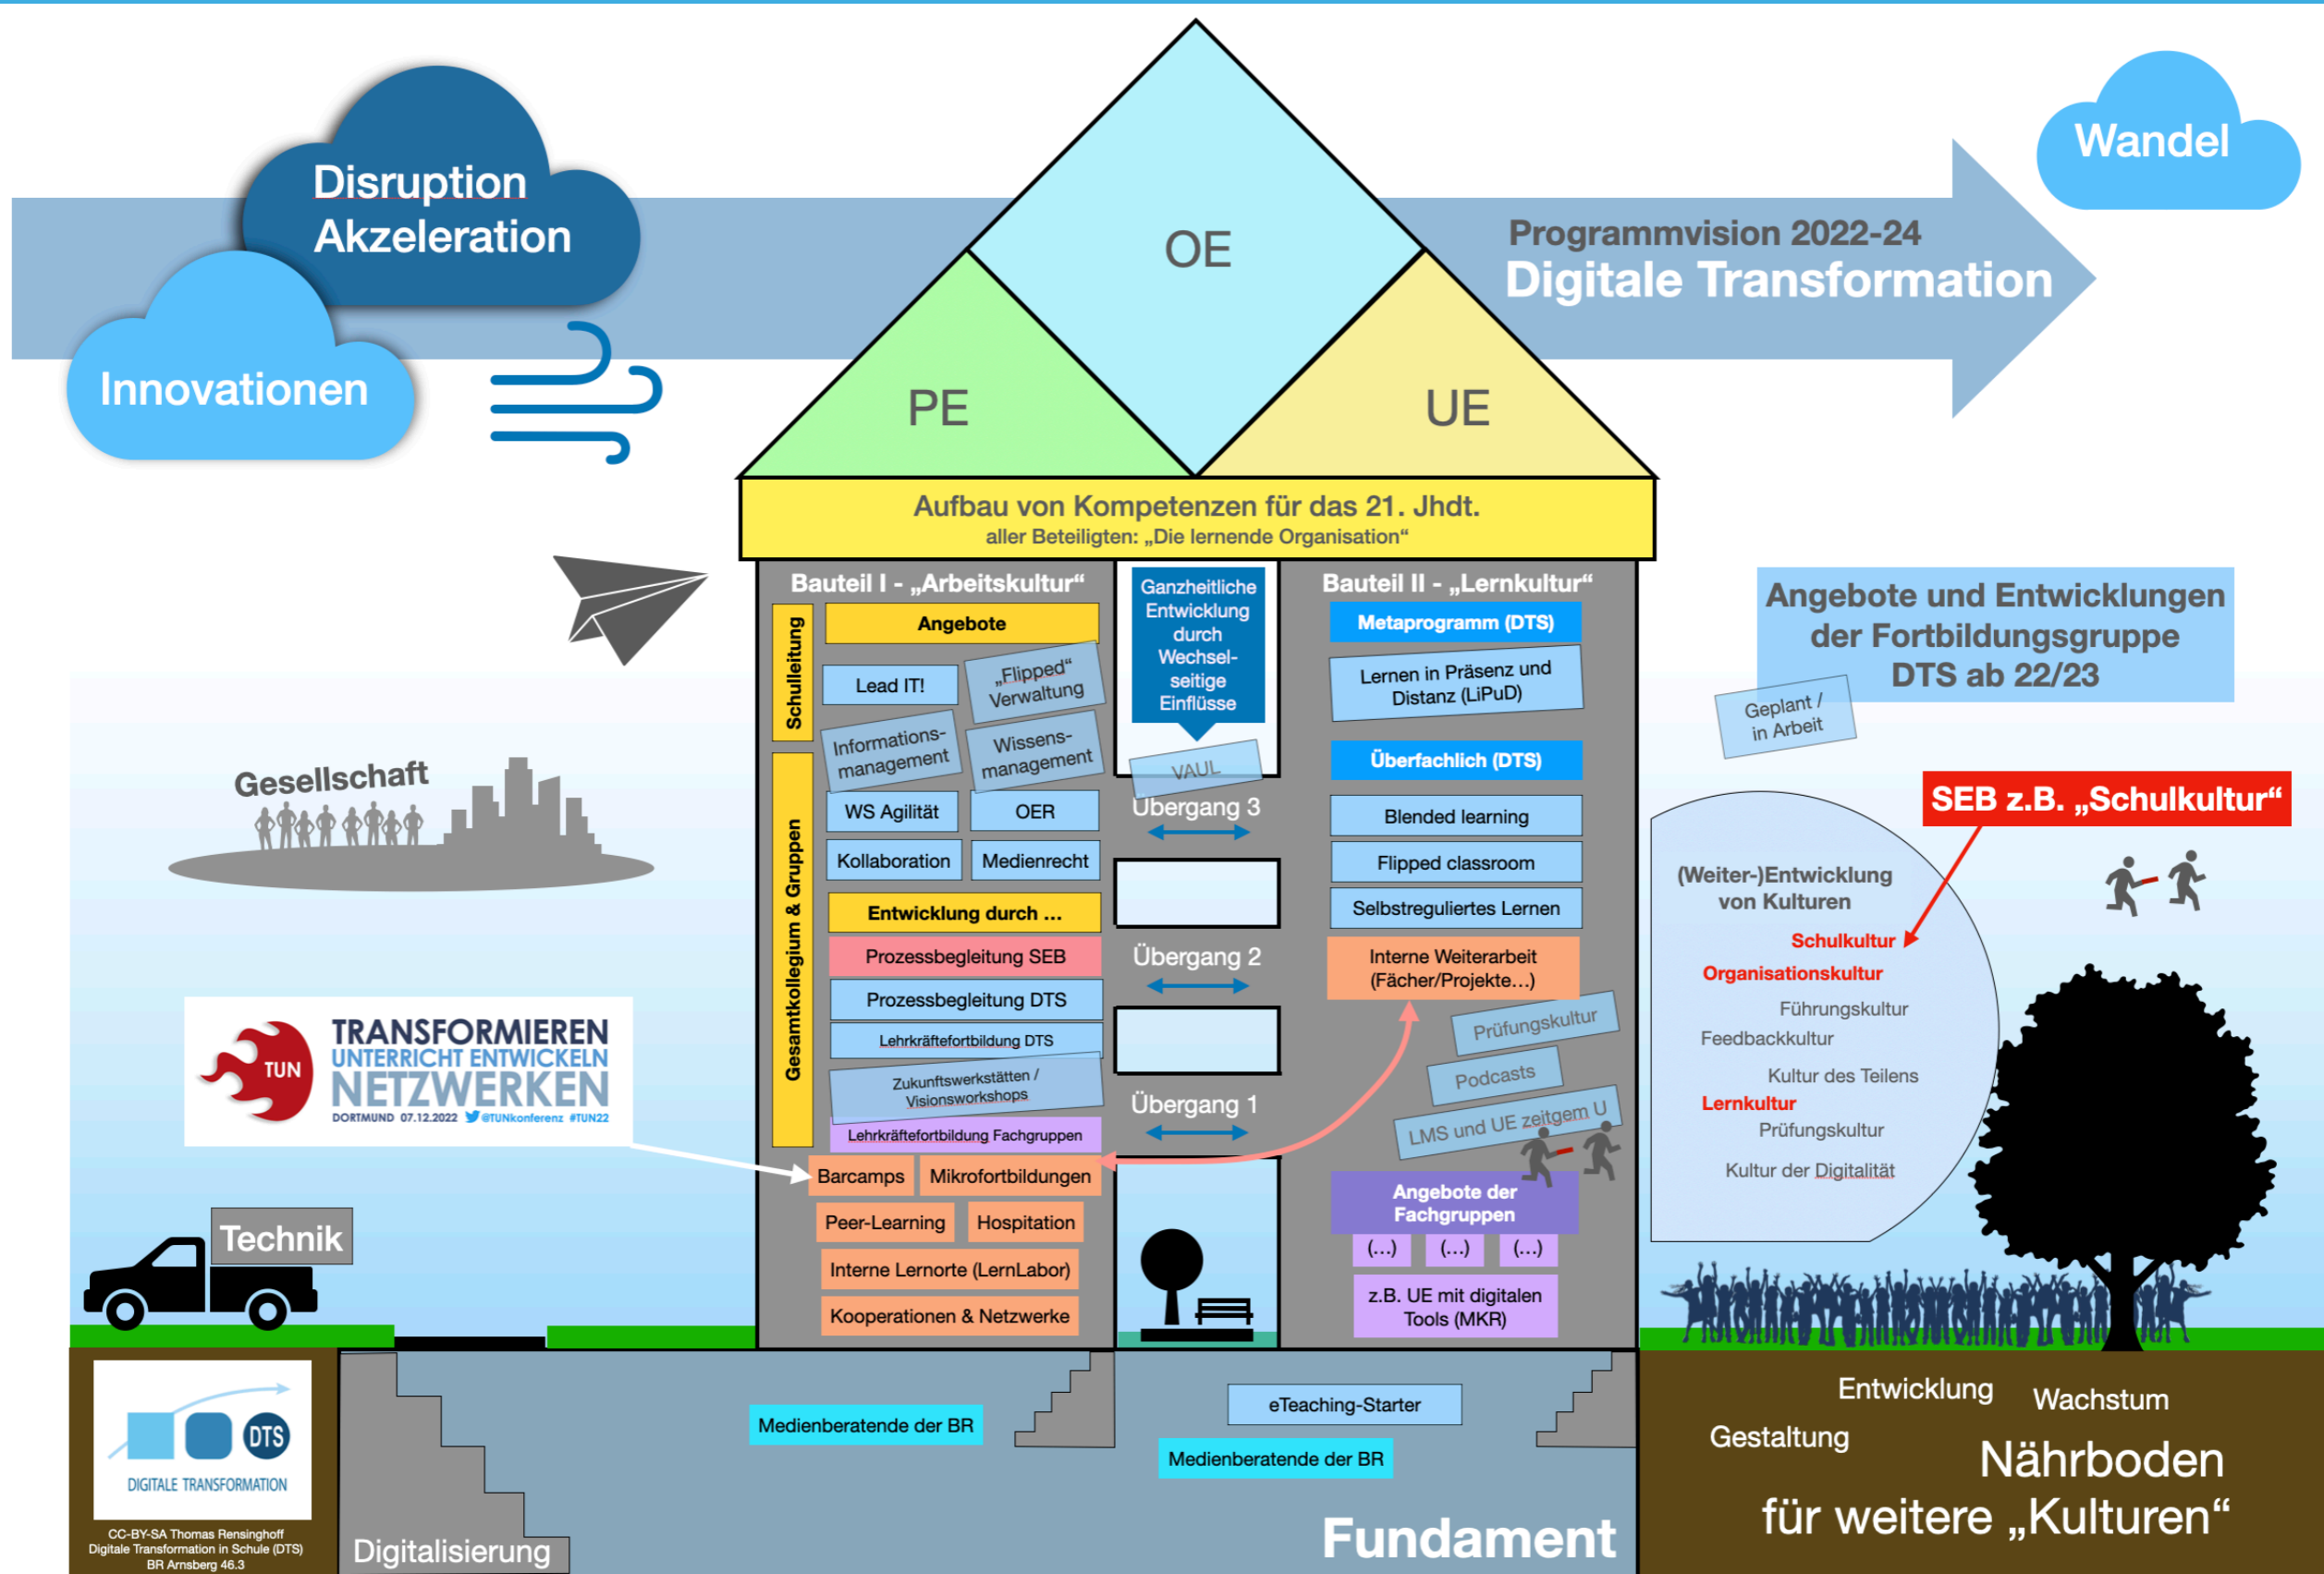 Disruption
Akzeleration
Innovationen
OE
PE
UE
Programmvision 2022-24
Digitale Transformation
Wandel
Aufbau von Kompetenzen für das 21. Jhdt.
aller Beteiligten: „Die lernende Organisation“
Bauteil I - „Arbeitskultur“
Schulleitung
Angebote
Lead IT!
„Flipped“
Verwaltung
Informations-
management
Wissens-
management
Gesamtkollegium & Gruppen
WS Agilität
OER
Kollaboration
Medienrecht
Entwicklung durch ...
Prozessbegleitung SEB
Prozessbegleitung DTS
Lehrkräftefortbildung DTS
Zukunftswerkstätten /
Visionsworkshops
Lehrkräftefortbildung Fachgruppen
Barcamps
Mikrofortbildungen
Peer-Learning
Hospitation
Interne Lernorte (LernLabor)
Kooperationen & Netzwerke
Ganzheitliche
Entwicklung
durch
Wechsel-
seitige
Einflüsse
VAUL
Übergang 3
Übergang 2
Übergang 1
Bauteil II - „Lernkultur“
Metaprogramm (DTS)
Lernen in Präsenz und
Distanz (LiPuD)
Überfachlich (DTS)
Blended learning
Flipped classroom
Selbstreguliertes Lernen
Interne Weiterarbeit
(Fächer/Projekte...)
Prüfungskultur
Podcasts
LMS und UE zeitgem U
Angebote der
Fachgruppen
(...)
(...)
(...)
z.B. UE mit digitalen
Tools (MKR)
Angebote und Entwicklungen
der Fortbildungsgruppe
DTS ab 22/23
Geplant /
in Arbeit
SEB z.B. „Schulkultur“
(Weiter-)Entwicklung
von Kulturen
Schulkultur
Organisationskultur
Führungskultur
Feedbackkultur
Kultur des Teilens
Lernkultur
Prüfungskultur
Kultur der Digitalität
Gesellschaft
TUN
TRANSFORMIEREN
UNTERRICHT ENTWICKELN
NETZWERKEN
DORTMUND 07.12.2022 @TUNkonferenz #TUN22
Technik
DTS
DIGITALE TRANSFORMATION
CC-BY-SA Thomas Rensinghoff
Digitale Transformation in Schule (DTS)
BR Arnsberg 46.3
Digitalisierung
Medienberatende der BR
eTeaching-Starter
Medienberatende der BR
Fundament
Entwicklung
Wachstum
Gestaltung
Nährboden
für weitere „Kulturen“